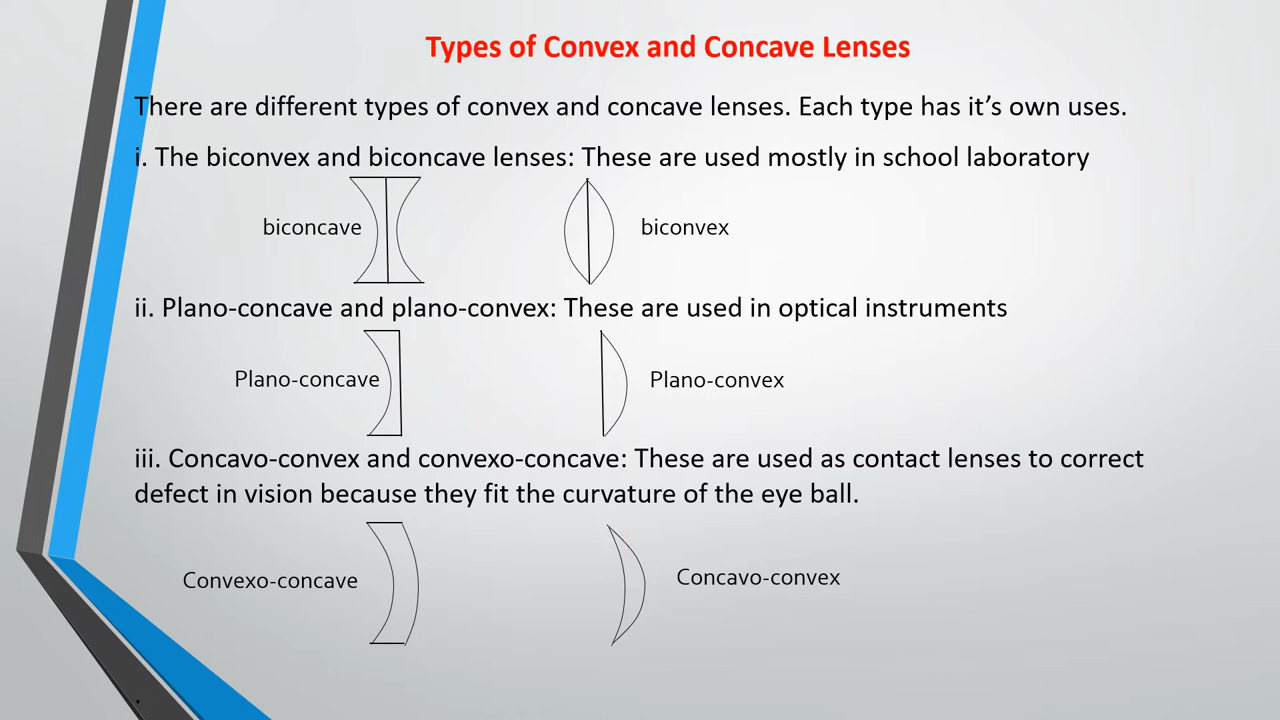 Types of Convex and Concave Lenses
There are different types of convex and concave lenses. Each type has it’s own uses.
i. The biconvex and biconcave lenses: These are used mostly in school laboratory
biconcave
biconvex
ii. Plano-concave and plano-convex: These are used in optical instruments
Plano-concave
Plano-convex
iii. Concavo-convex and convexo-concave: These are used as contact lenses to correct
defect in vision because they fit the curvature of the eye ball.
Convexo-concave
Concavo-convex